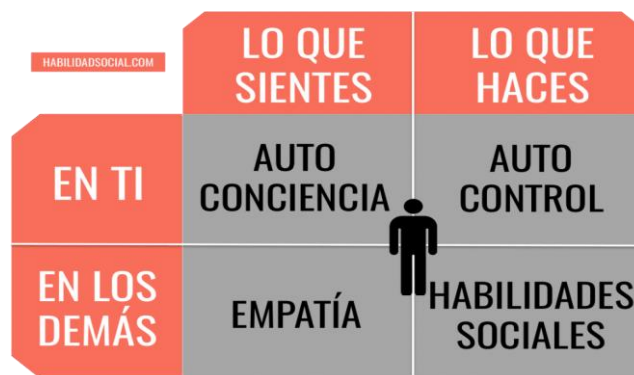 HABILIDADSOCIAL.COM
LO QUE
SIENTES
LO QUE
HACES
EN TI
AUTO
CONCIENCIA
AUTO
CONTROL
EN LOS
DEMÁS
EMPATÍA
HABILIDADES
SOCIALES